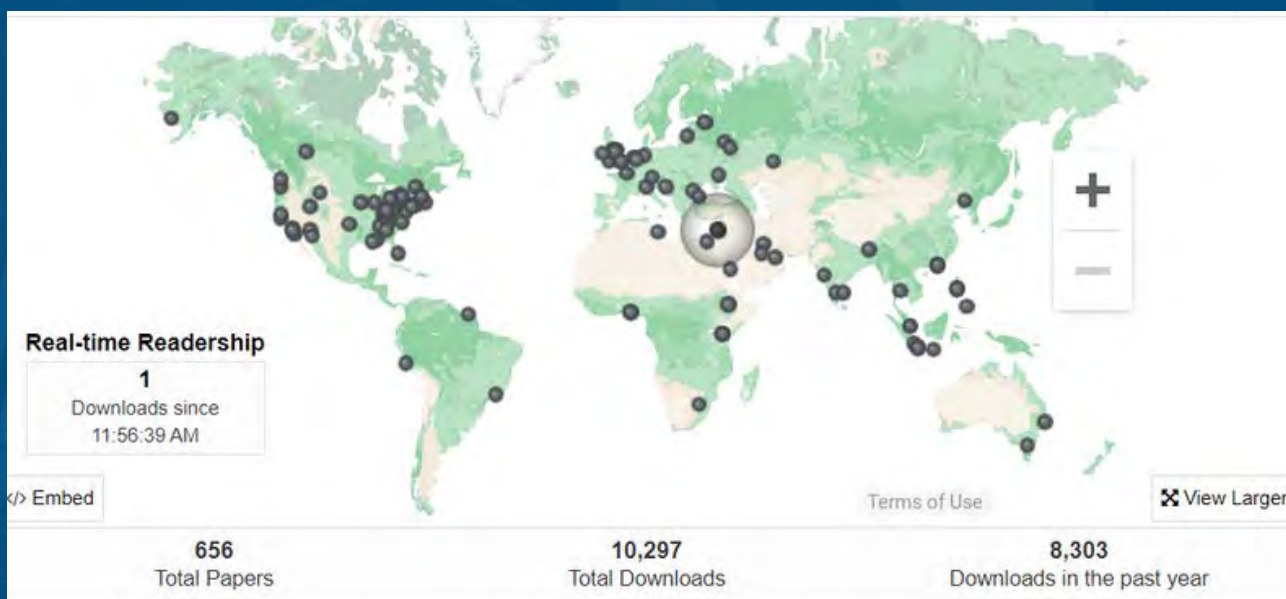 Real-time Readership
1
Downloads since
11:56:39 AM
</> Embed
Terms of Use
View Larger
656
Total Papers
10,297
Total Downloads
8,303
Downloads in the past year